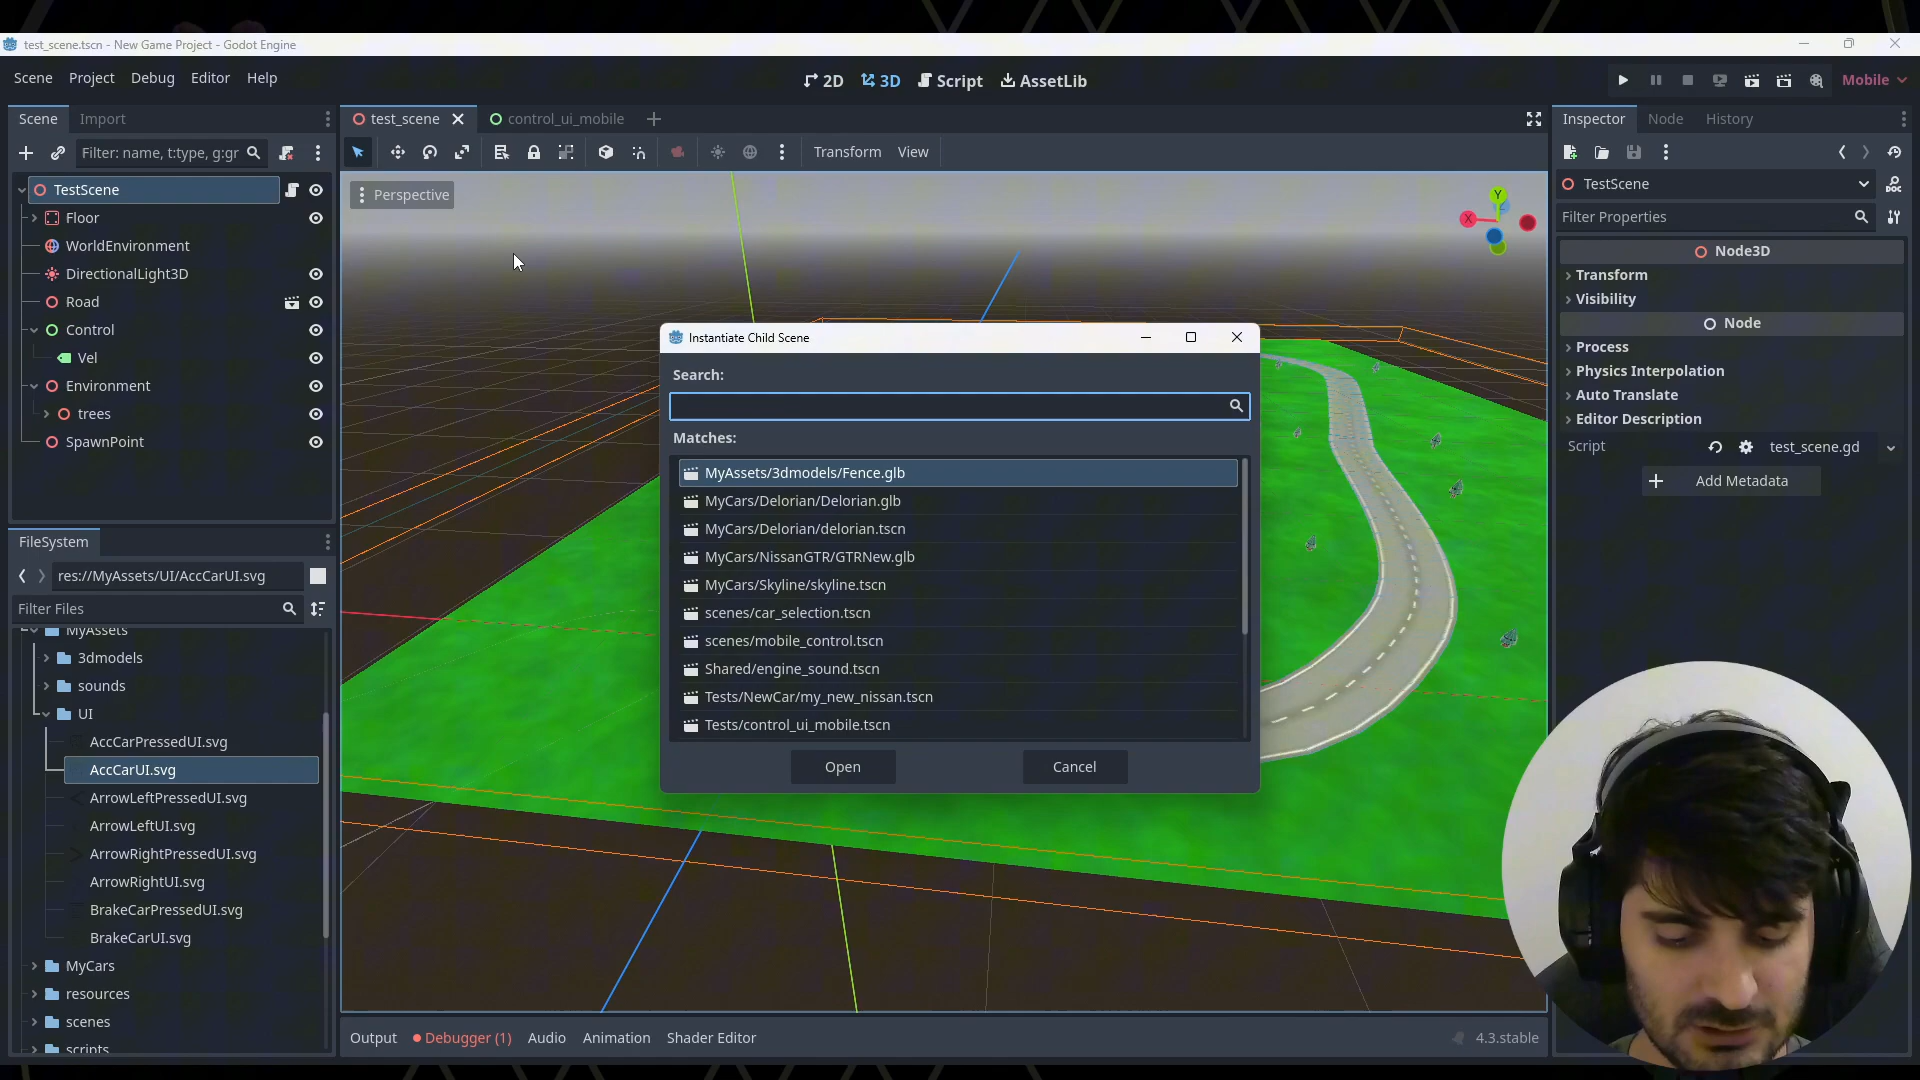 test_scene.tscn - New Game Project - Godot Engine
Scene Project Debug Editor Help
2D 3D Script AssetLib
Mobile
Scene Import
test_scene control_ui_mobile
Inspector Node History
Filter: name, t:type, g:gr
Transform View
TestScene
Floor
WorldEnvironment
DirectionalLight3D
Road
Control
Vel
Environment
trees
SpawnPoint
FileSystem
res://MyAssets/UI/AccCarUI.svg
Filter Files
MyAssets
3dmodels
sounds
UI
AccCarPressedUI.svg
AccCarUI.svg
ArrowLeftPressedUI.svg
ArrowLeftUI.svg
ArrowRightPressedUI.svg
ArrowRightUI.svg
BrakeCarPressedUI.svg
BrakeCarUI.svg
MyCars
resources
scenes
scripts
Perspective
Y
X
Instantiate Child Scene
Search:
Matches:
MyAssets/3dmodels/Fence.glb
MyCars/Delorian/Delorian.glb
MyCars/Delorian/delorian.tscn
MyCars/NissanGTR/GTRNew.glb
MyCars/Skyline/skyline.tscn
scenes/car_selection.tscn
scenes/mobile_control.tscn
Shared/engine_sound.tscn
Tests/NewCar/my_new_nissan.tscn
Tests/control_ui_mobile.tscn
Open Cancel
Output Debugger (1) Audio Animation Shader Editor
4.3.stable
TestScene
Filter Properties
Node3D
Transform
Visibility
Node
Process
Physics Interpolation
Auto Translate
Editor Description
Script test_scene.gd
Add Metadata